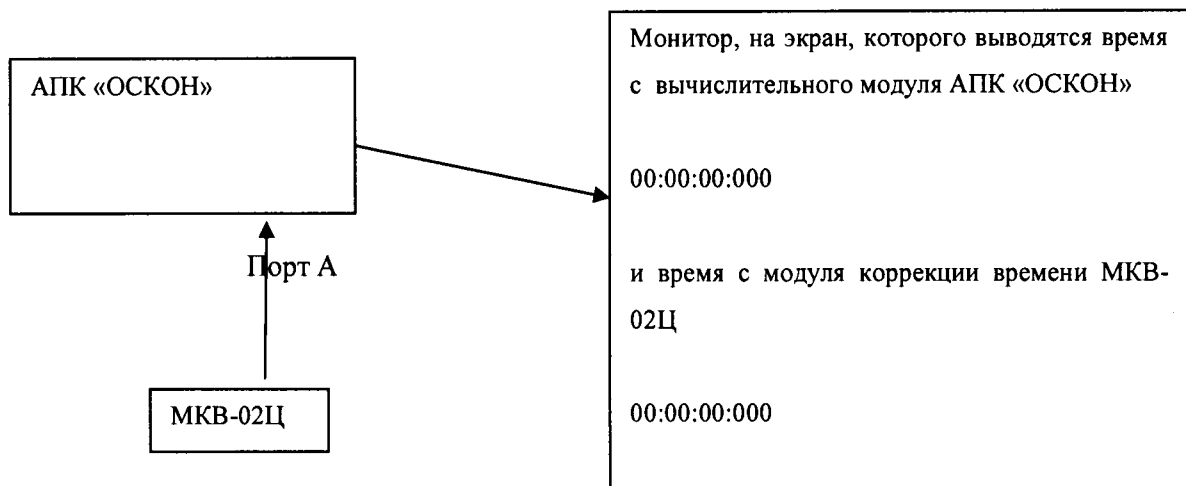 АПК «ОСКОН»
Порт А
МКВ-02Ц
Монитор, на экран, которого выводятся время
с вычислительного модуля АПК «ОСКОН»
00:00:00:000
и время с модуля коррекции времени МКВ-
02Ц
00:00:00:000